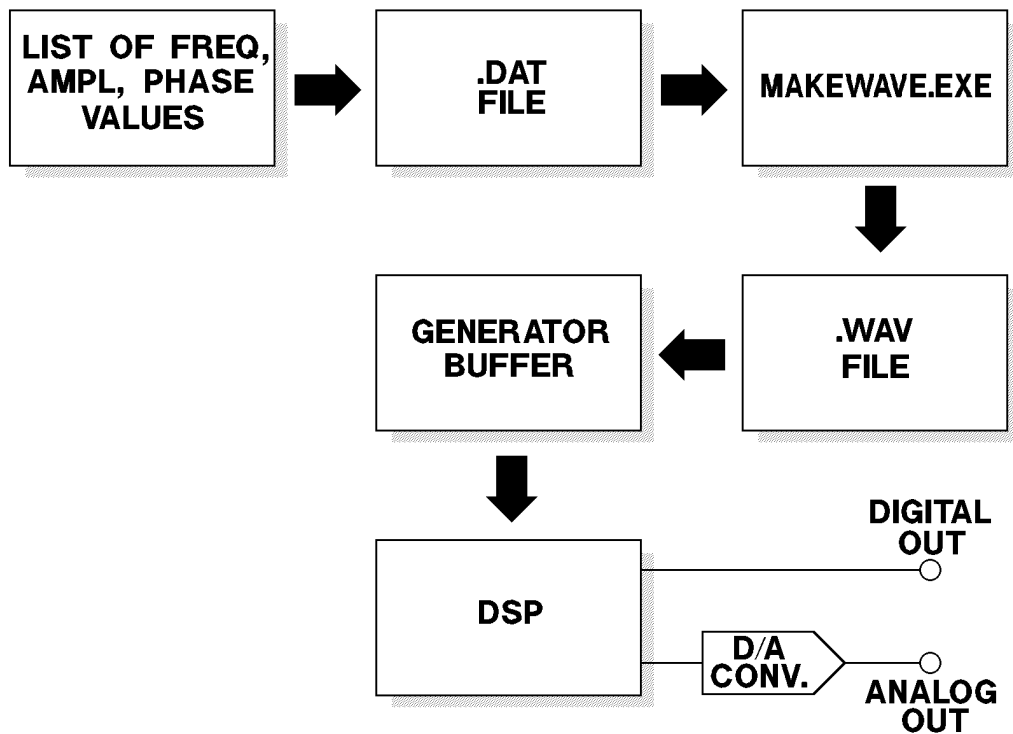 LIST OF FREQ,
AMPL, PHASE
VALUES
.DAT
FILE
MAKEWAVE.EXE
GENERATOR
BUFFER
.WAV
FILE
DSP
DIGITAL
OUT
D/A
CONV.
ANALOG
OUT